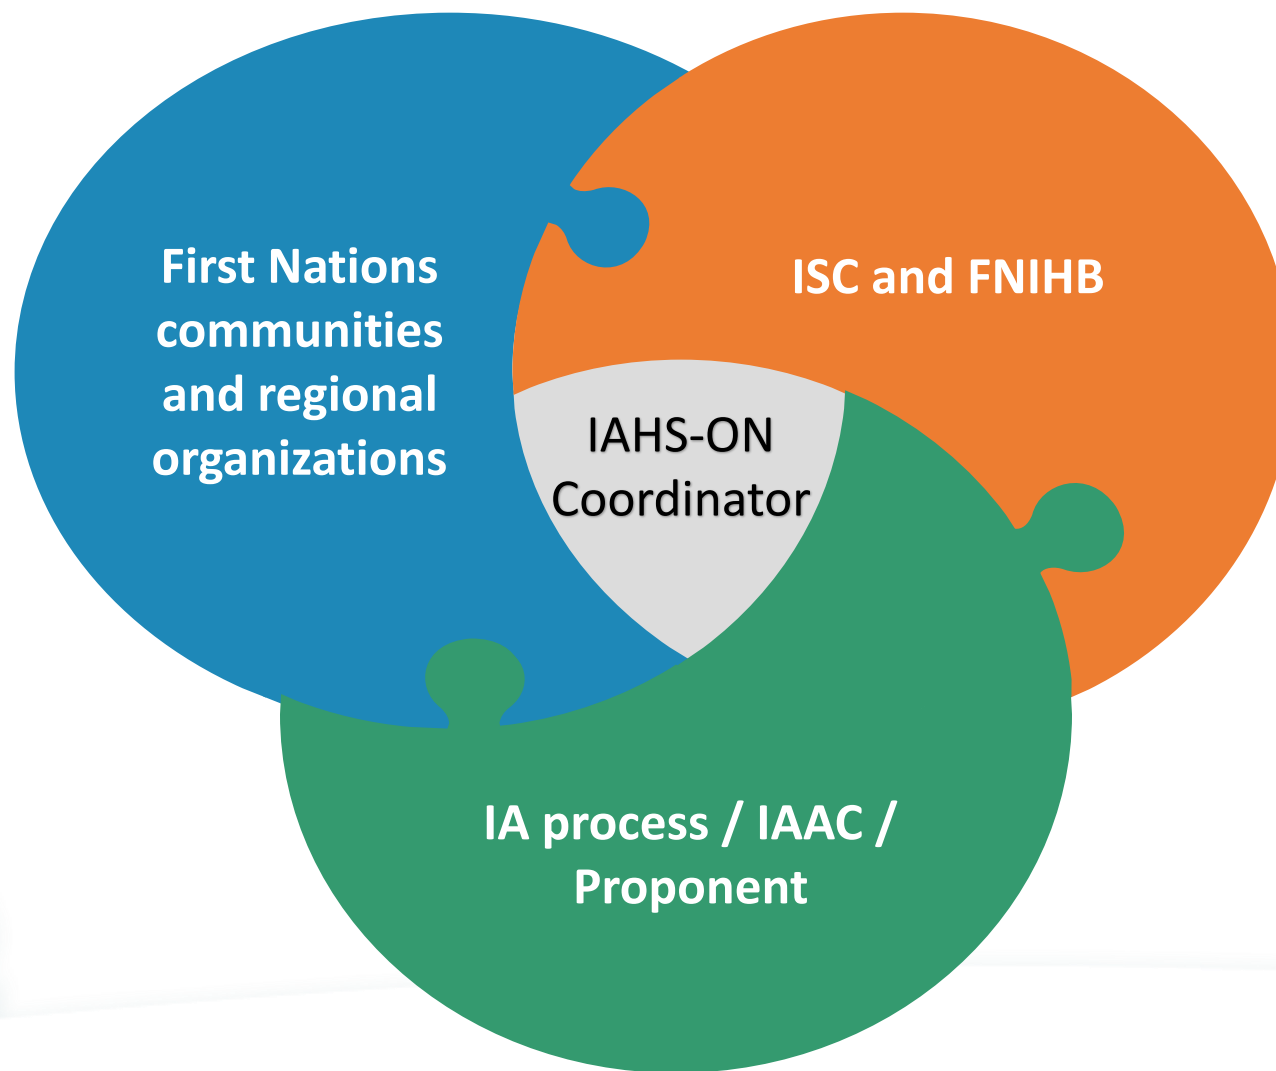 First Nations
communities
and regional
organizations
ISC and FNIHB
IAHS-ON
Coordinator
IA process / IAAC /
Proponent